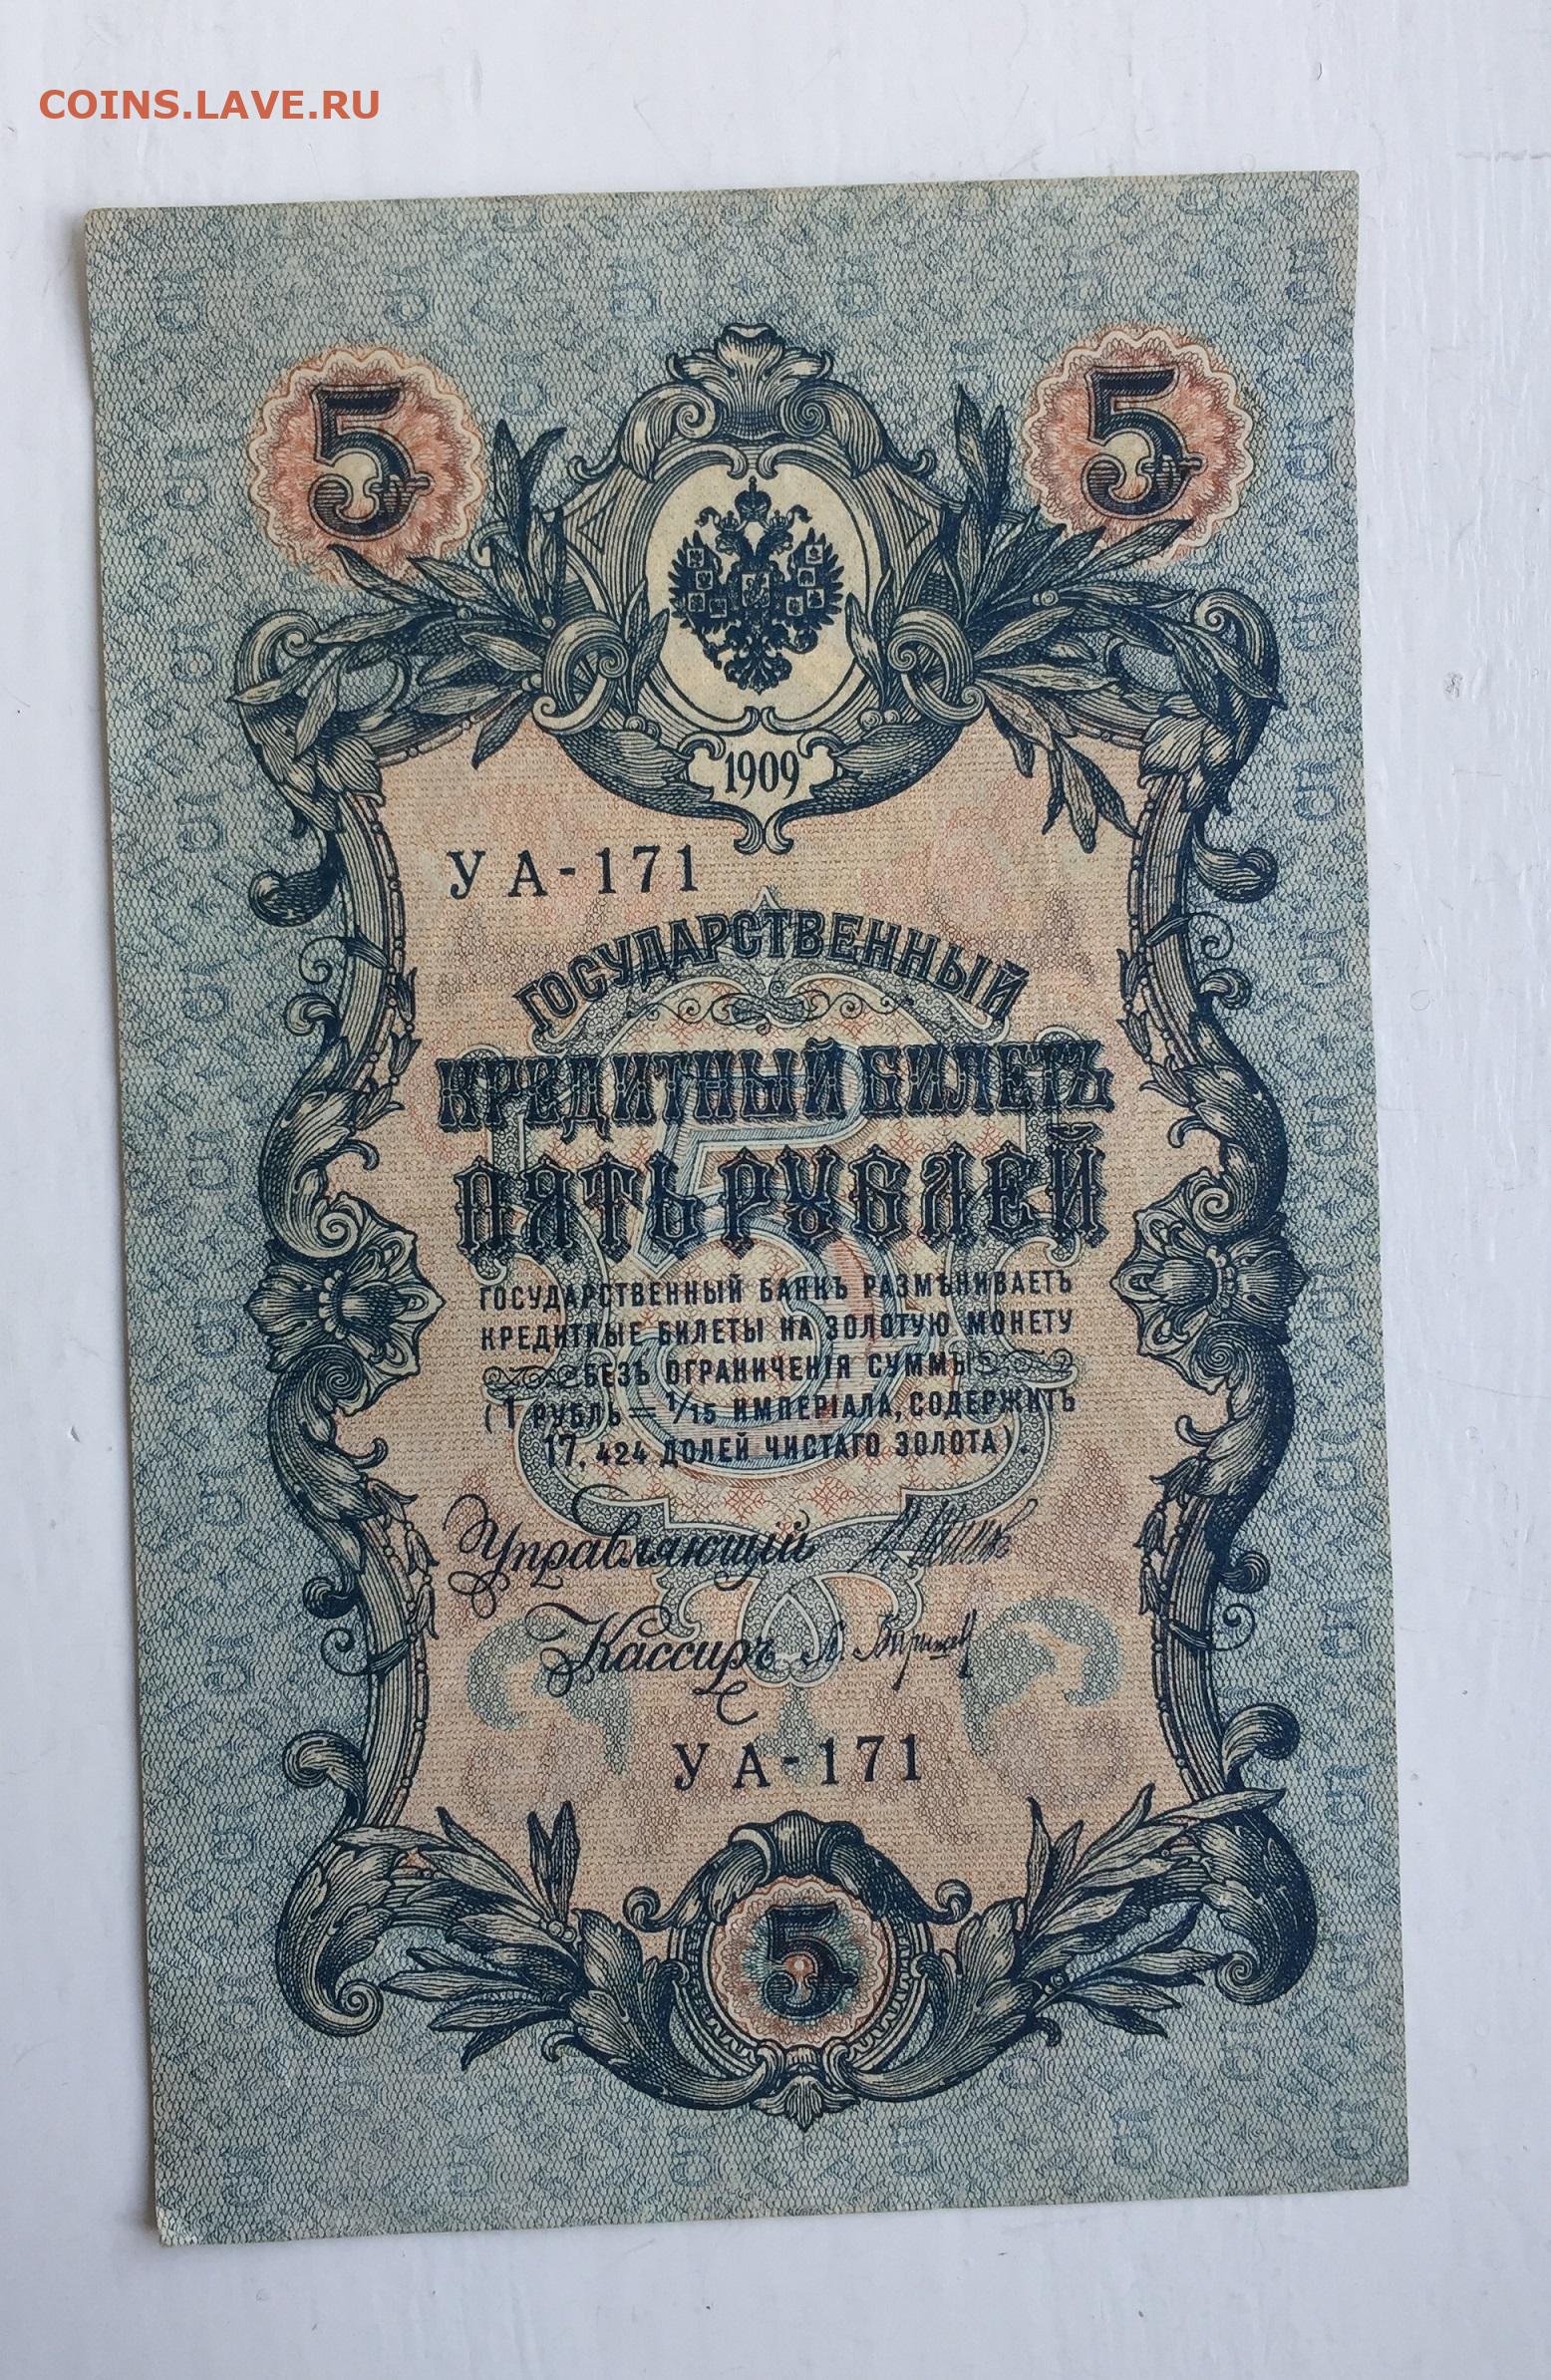 COINS.LAVE.RU
5 5
1909
УА-171
ГОСУДАРСТВЕННЫЙ
КРЕДИТНЫЙ БИЛЕТЪ
ПЯТЬ РУБЛЕЙ
ГОСУДАРСТВЕННЫЙ БАНКЪ РАЗМѢНИВАЕТЪ
КРЕДИТНЫЕ БИЛЕТЫ НА ЗОЛОТУЮ МОНЕТУ
БЕЗЪ ОГРАНИЧЕНІЯ СУММЫ
(1 РУБЛЬ = 1/15 ИМПЕРІАЛА, СОДЕРЖИТЪ
17,424 ДОЛЕЙ ЧИСТАГО ЗОЛОТА).
Управляющій
Кассиръ
УА-171
5